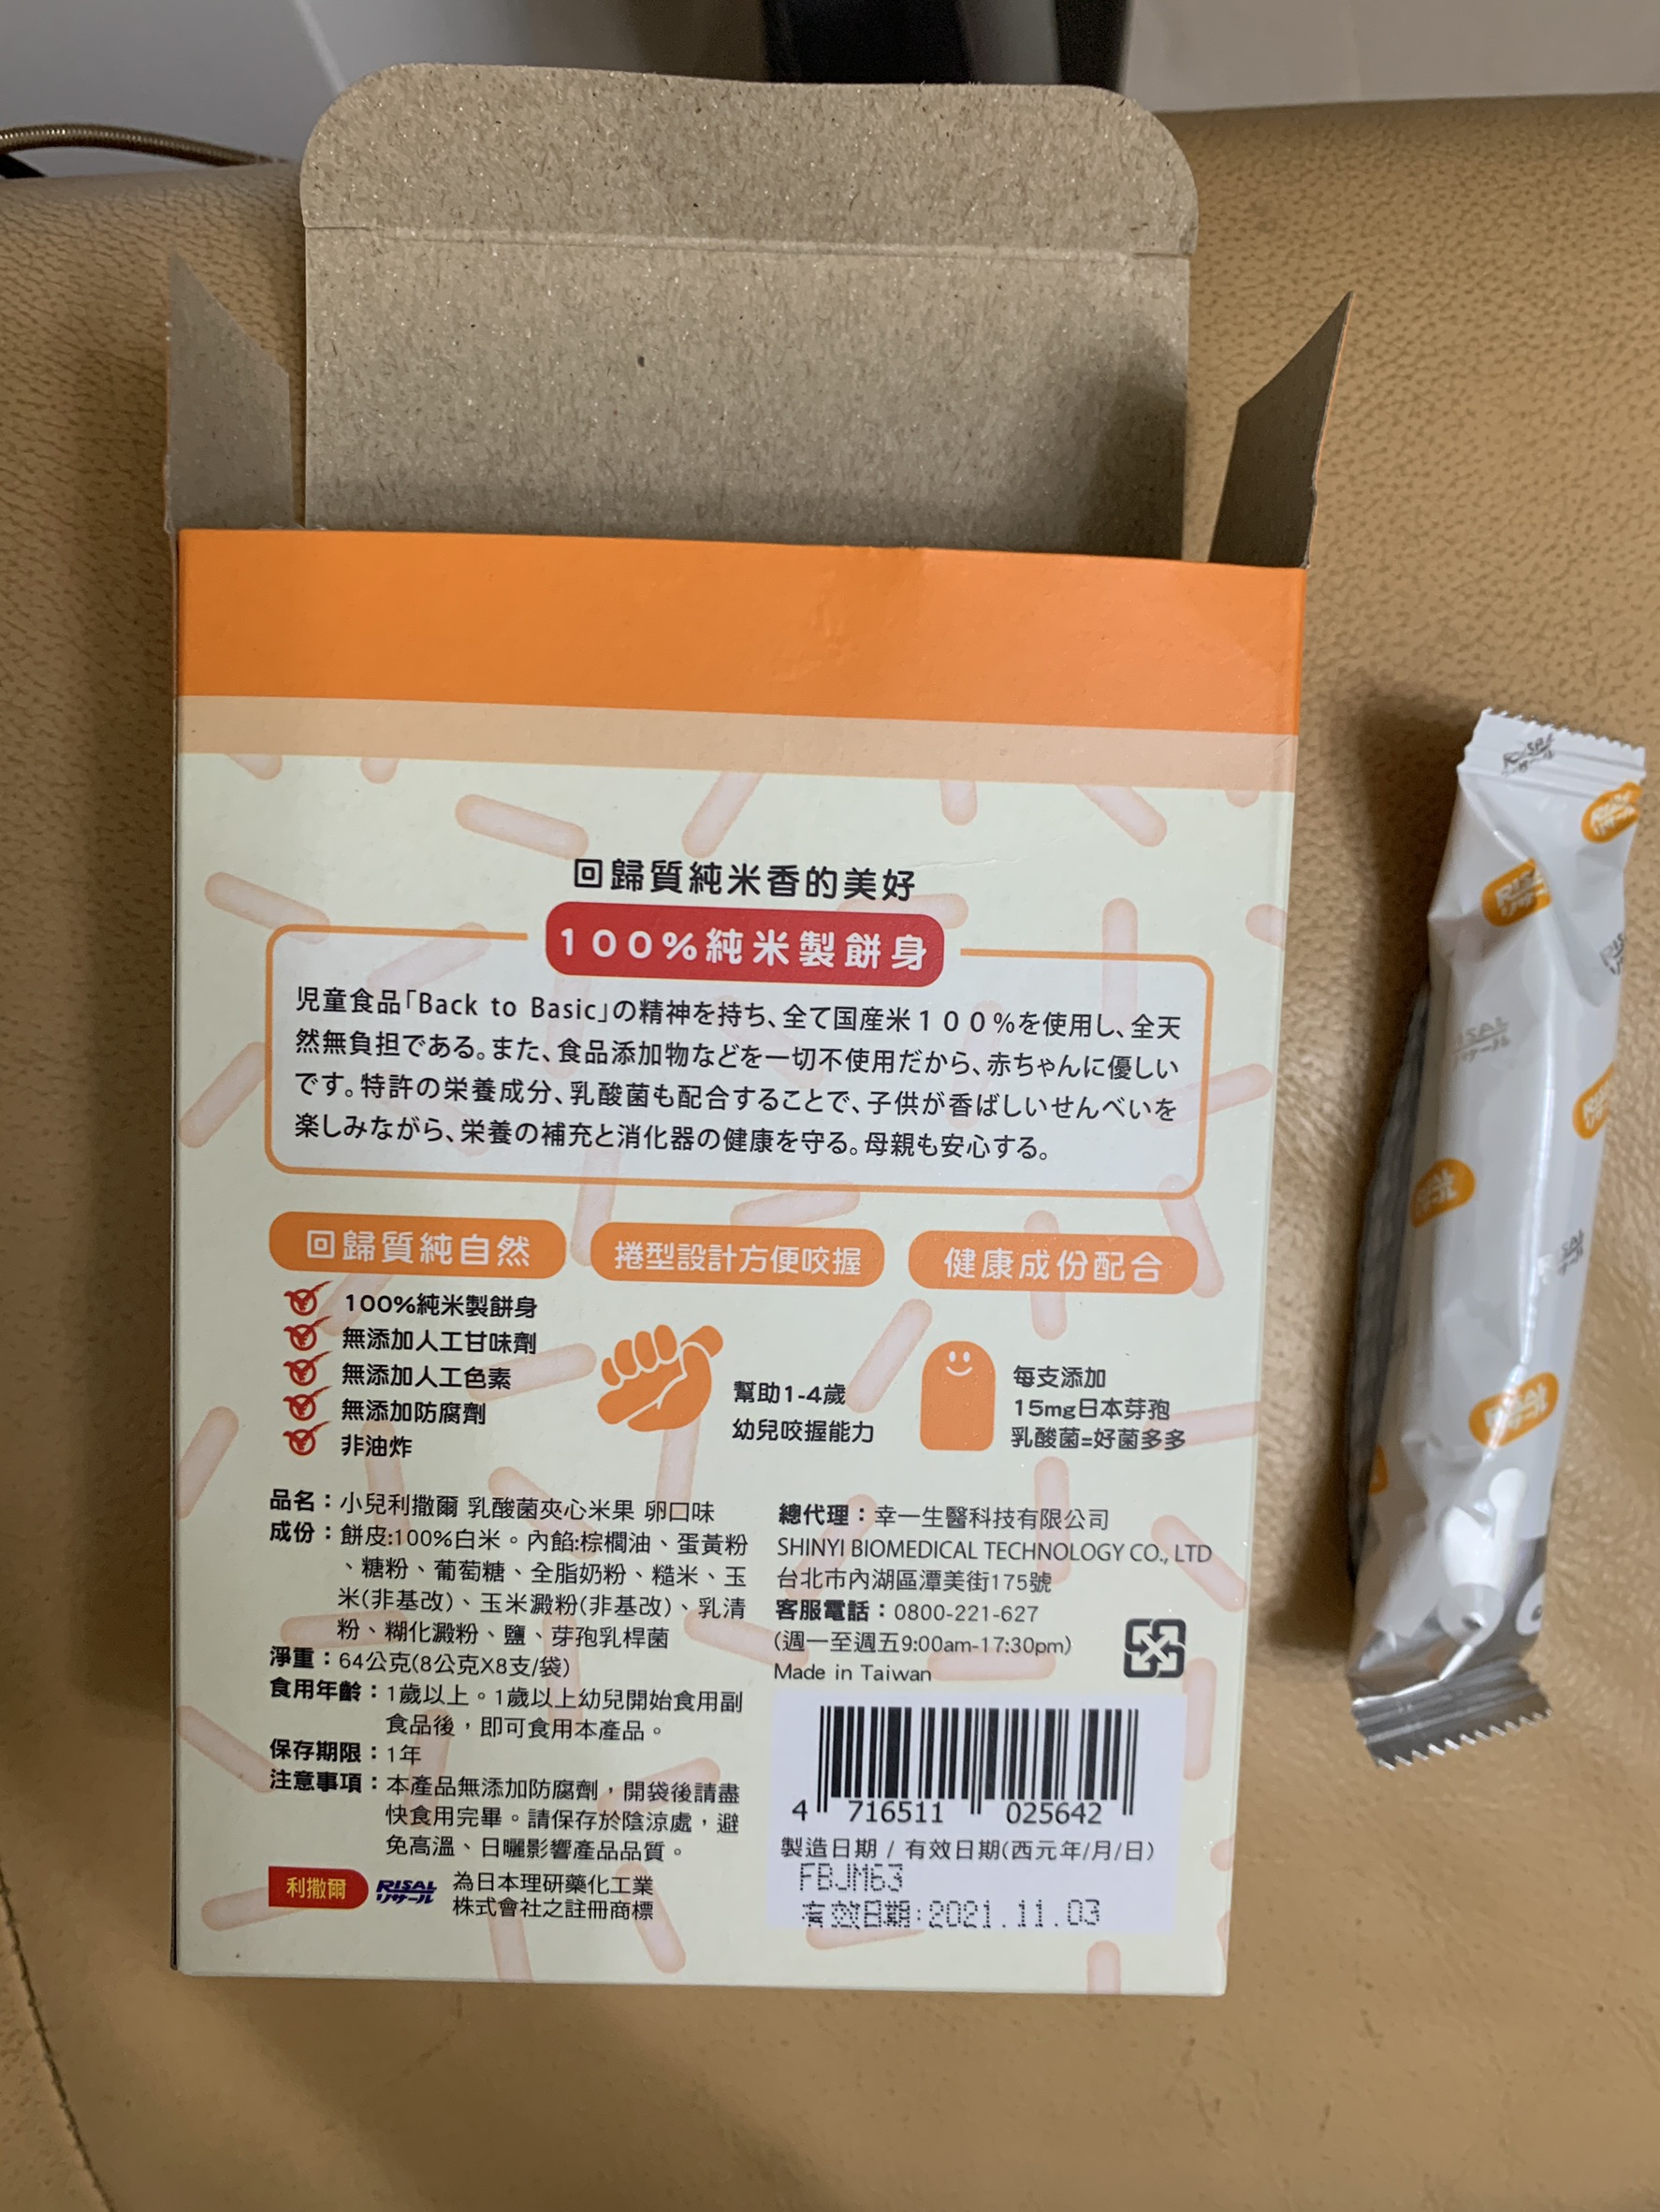 回歸質純米香的美好
100%純米製餅身
児童食品「Back to Basic」の精神を持ち、全て国産米100%を使用し、全天
然無負担である。また、食品添加物などを一切不使用だから、赤ちゃんに優しい
です。特許の栄養成分、乳酸菌も配合することで、子供が香ばしいせんべいを
楽しみながら、栄養の補充と消化器の健康を守る。母親も安心する。
回歸質純自然
100%純米製餅身
無添加人工甘味劑
無添加人工色素
無添加防腐劑
非油炸
捲型設計方便咬握
幫助1-4歲
幼兒咬握能力
健康成份配合
每支添加
15mg日本芽孢
乳酸菌=好菌多多
品名：小兒利撒爾 乳酸菌夾心米果 卵口味
成份：餅皮:100%白米。內餡:棕櫚油、蛋黃粉
、糖粉、葡萄糖、全脂奶粉、糙米、玉
米(非基改)、玉米澱粉(非基改)、乳清
粉、糊化澱粉、鹽、芽孢乳桿菌
淨重：64公克(8公克X8支/袋)
食用年齡：1歲以上。1歲以上幼兒開始食用副
食品後，即可食用本產品。
保存期限：1年
注意事項：本產品無添加防腐劑，開袋後請盡
快食用完畢。請保存於陰涼處，避
免高溫、日曬影響產品品質。
利撒爾 RISAL リサール 為日本理研藥化工業
株式會社之註冊商標
總代理：幸一生醫科技有限公司
SHINYI BIOMEDICAL TECHNOLOGY CO., LTD
台北市內湖區潭美街175號
客服電話：0800-221-627
(週一至週五9:00am-17:30pm)
Made in Taiwan
4 716511 025642
製造日期 / 有效日期(西元年/月/日)
FBJM63
有效日期:2021.11.03
RISAL
リサール